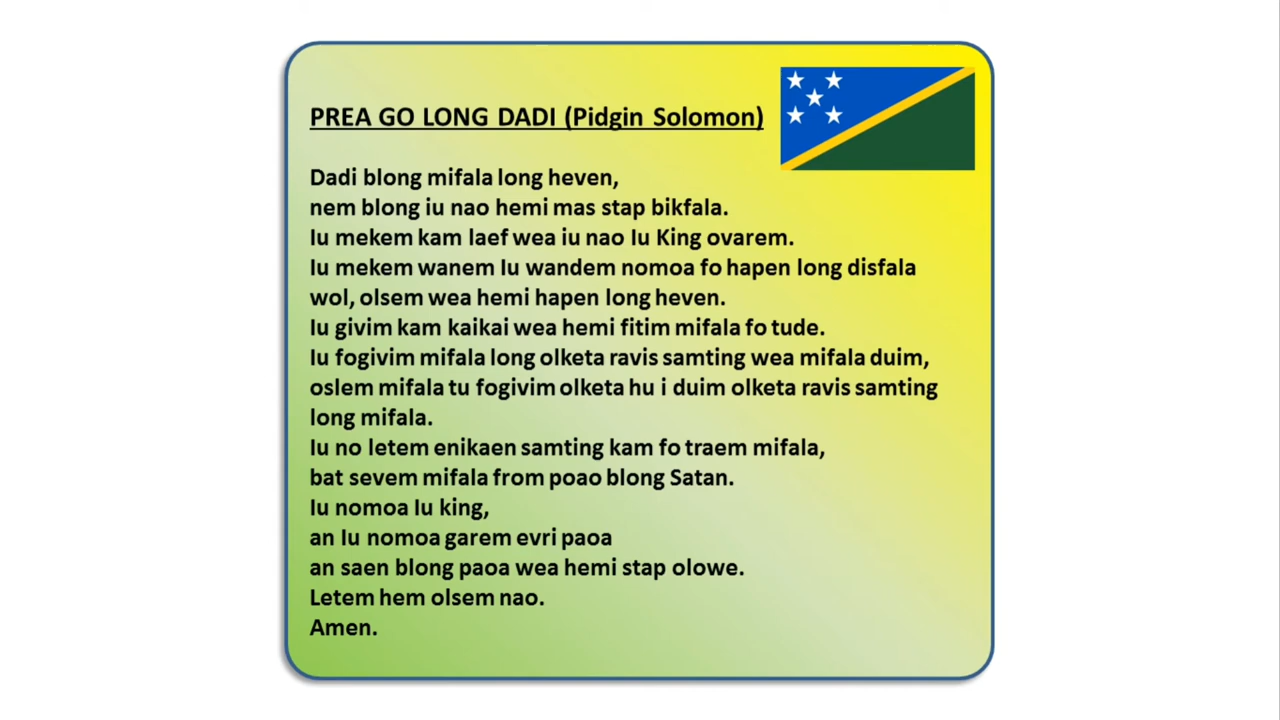 PREA GO LONG DADI (Pidgin Solomon)
Dadi blong mifala long heven,
nem blong iu nao hemi mas stap bikfala.
Iu mekem kam laef wea iu nao Iu King ovarem.
Iu mekem wanem Iu wandem nomoa fo hapen long disfala
wol, olsem wea hemi hapen long heven.
Iu givim kam kaikai wea hemi fitim mifala fo tude.
Iu fogivim mifala long olketa ravis samting wea mifala duim,
oslem mifala tu fogivim olketa hu i duim olketa ravis samting
long mifala.
Iu no letem enikaen samting kam fo traem mifala,
bat sevem mifala from poao blong Satan.
Iu nomoa Iu king,
an Iu nomoa garem evri paoa
an saen blong paoa wea hemi stap olowe.
Letem hem olsem nao.
Amen.